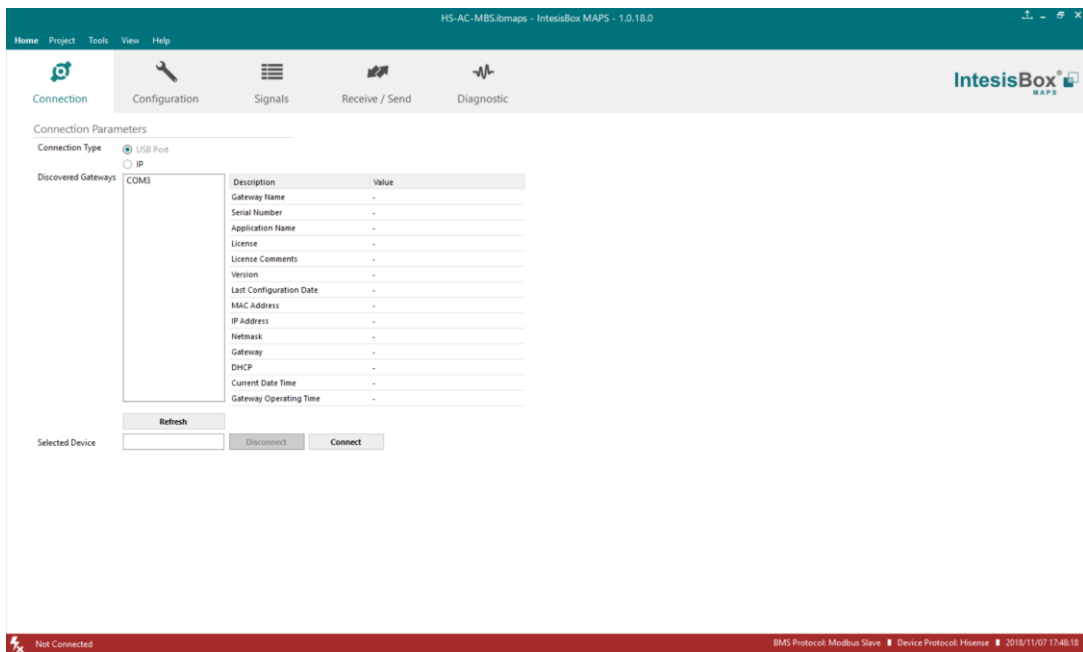 HS-AC-MBS.ibmaps - IntesisBox MAPS - 1.0.18.0
Home Project Tools View Help
Connection Configuration Signals Receive / Send Diagnostic
IntesisBox®
MAPS
Connection Parameters
Connection Type USB Port
IP
Discovered Gateways COM3
Description Value
Gateway Name -
Serial Number -
Application Name -
License -
License Comments -
Version -
Last Configuration Date -
MAC Address -
IP Address -
Netmask -
Gateway -
DHCP -
Current Date Time -
Gateway Operating Time -
Refresh
Selected Device Disconnect Connect
Not Connected BMS Protocol: Modbus Slave Device Protocol: Hisense 2018/11/07 17:48:18